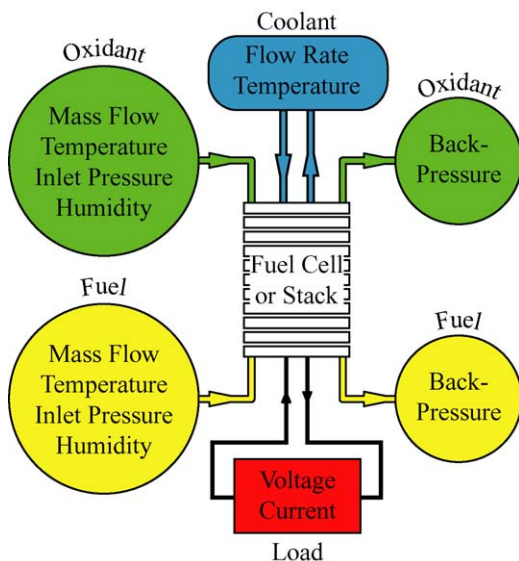 Coolant
Flow Rate
Temperature
Oxidant
Mass Flow
Temperature
Inlet Pressure
Humidity
Oxidant
Back-
Pressure
Fuel Cell
or Stack
Fuel
Mass Flow
Temperature
Inlet Pressure
Humidity
Fuel
Back-
Pressure
Voltage
Current
Load